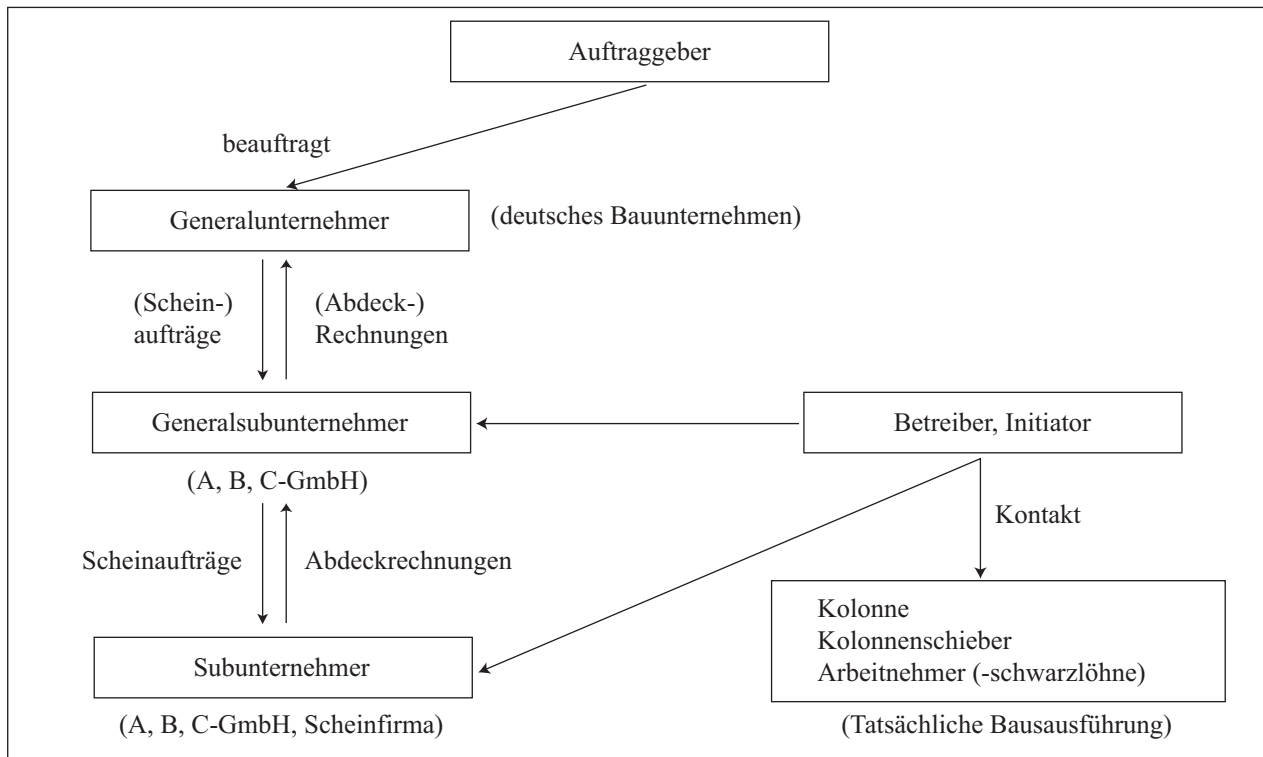 Auftraggeber
beauftragt
Generalunternehmer
(deutsches Bauunternehmen)
(Schein-)
aufträge
(Abdeck-)
Rechnungen
Generalsubunternehmer
Betreiber, Initiator
(A, B, C-GmbH)
Kontakt
Scheinaufträge
Abdeckrechnungen
Kolonne
Kolonnenschieber
Arbeitnehmer (-schwarzlöhne)
Subunternehmer
(A, B, C-GmbH, Scheinfirma)
(Tatsächliche Bausausführung)